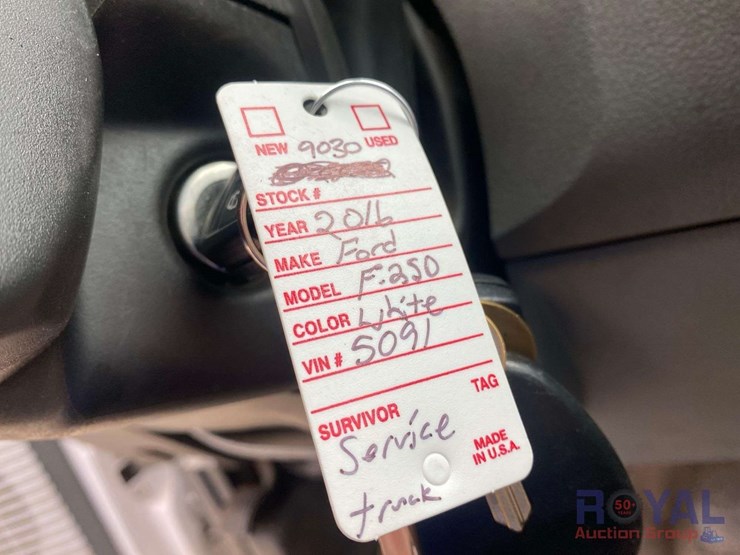 NEW 9030 USED
STOCK #
YEAR 2016
MAKE Ford
MODEL F-250
COLOR White
VIN # 5091
SURVIVOR TAG
Service
truck
MADE
IN U.S.A.
ROYAL
50+
Auction Group